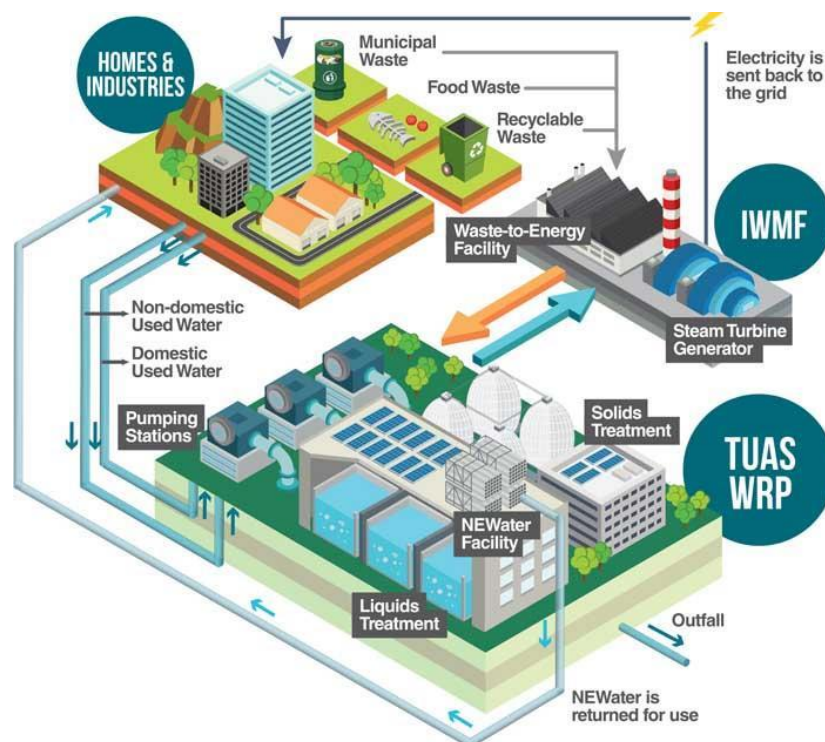 HOMES &
INDUSTRIES
Municipal
Waste
Food Waste
Recyclable
Waste
Electricity is
sent back to
the grid
Waste-to-Energy
Facility
IWMF
Steam Turbine
Generator
Non-domestic
Used Water
Domestic
Used Water
Pumping
Stations
Solids
Treatment
TUAS
WRP
NEWater
Facility
Liquids
Treatment
Outfall
NEWater is
returned for use